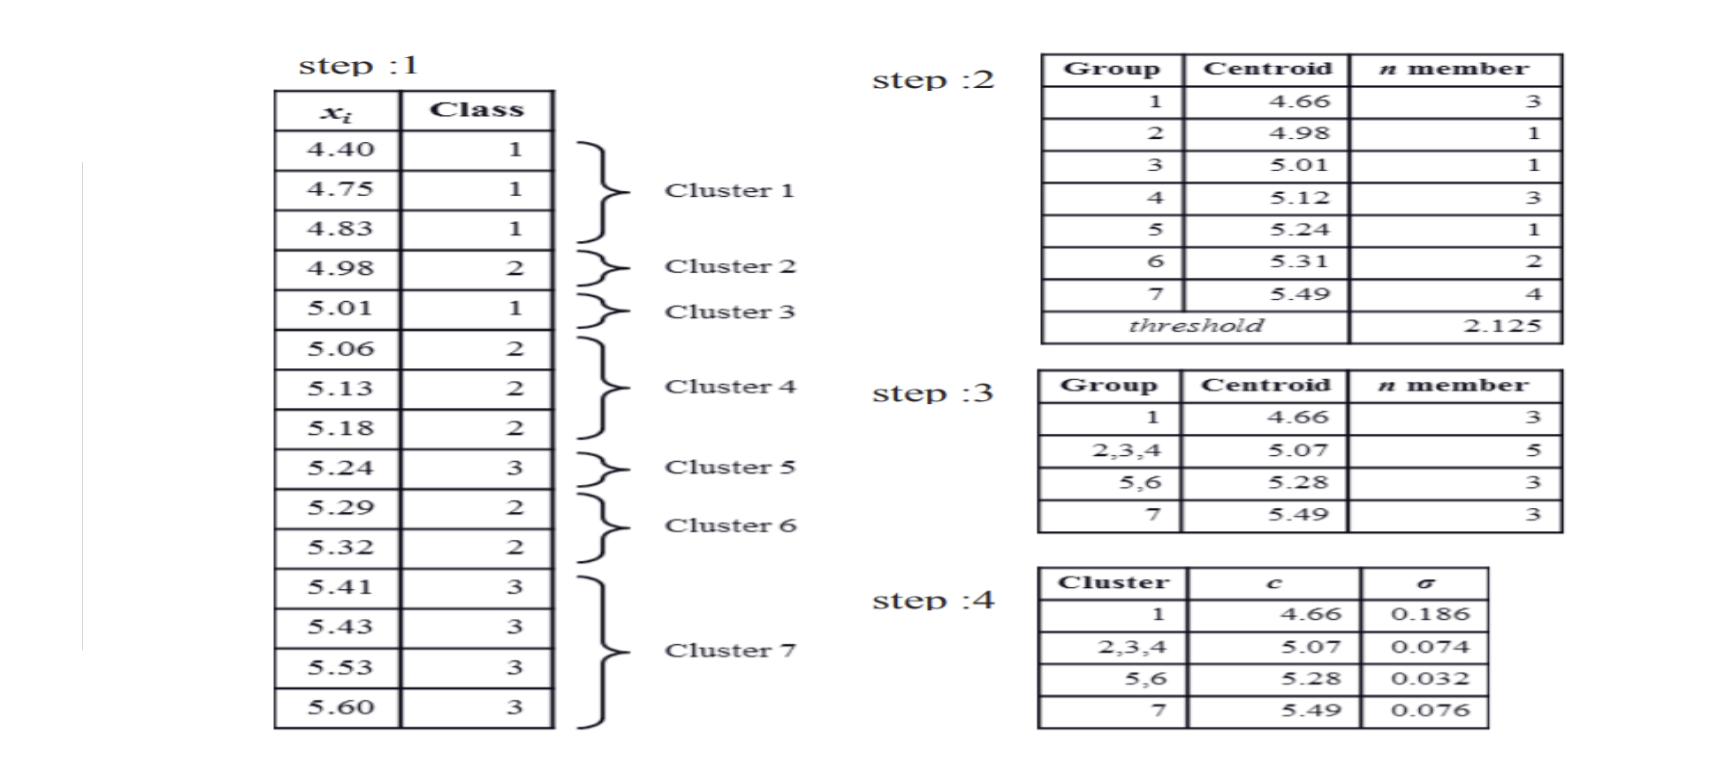 step :1
xi Class
4.40 1
4.75 1
4.83 1
4.98 2
5.01 1
5.06 2
5.13 2
5.18 2
5.24 3
5.29 2
5.32 2
5.41 3
5.43 3
5.53 3
5.60 3
Cluster 1
Cluster 2
Cluster 3
Cluster 4
Cluster 5
Cluster 6
Cluster 7
step :2
Group Centroid n member
1 4.66 3
2 4.98 1
3 5.01 1
4 5.12 3
5 5.24 1
6 5.31 2
7 5.49 4
threshold 2.125
step :3
Group Centroid n member
1 4.66 3
2,3,4 5.07 5
5,6 5.28 3
7 5.49 3
step :4
Cluster c σ
1 4.66 0.186
2,3,4 5.07 0.074
5,6 5.28 0.032
7 5.49 0.076